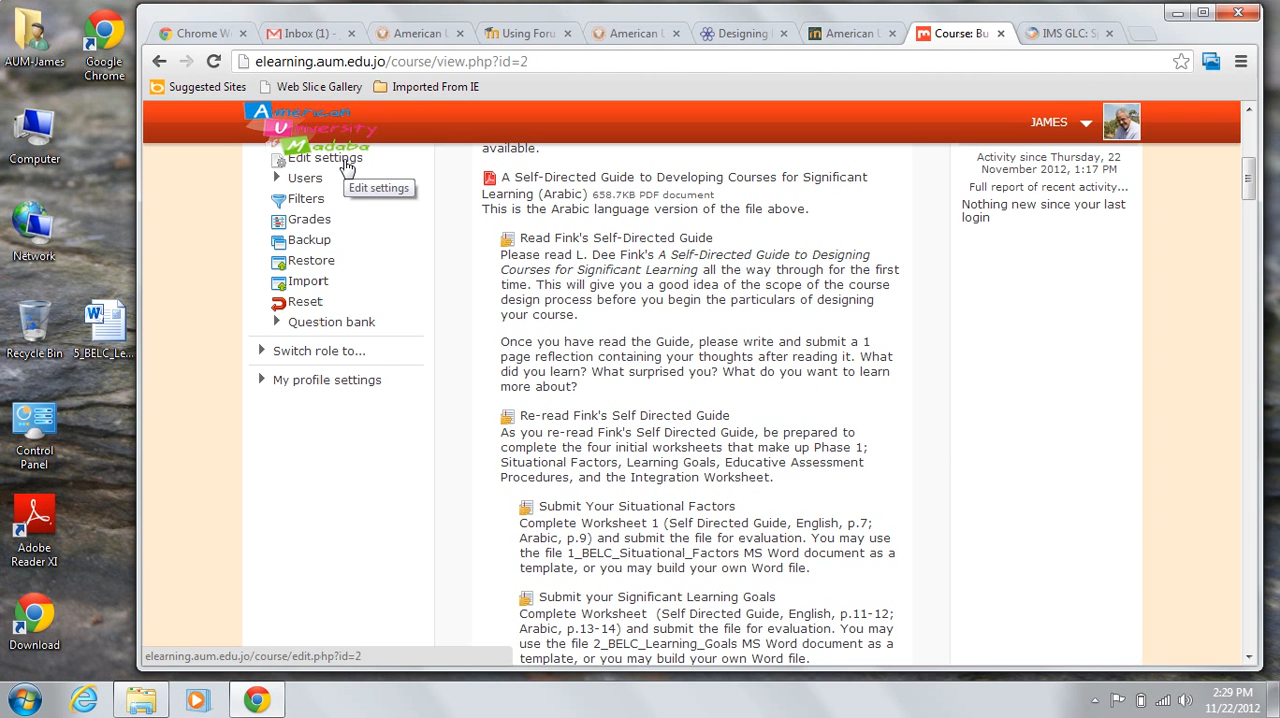 AUM-James
Google Chrome
Computer
Network
Recycle Bin
5_BELC_Le...
Control Panel
Adobe Reader XI
Download
Chrome W
Inbox (1) -
American U
Using Foru
American U
Designing
American U
Course: Bu
IMS GLC: S
elearning.aum.edu.jo/course/view.php?id=2
Suggested Sites
Web Slice Gallery
Imported From IE
American
University
of Madaba
JAMES
Edit settings
Edit settings
Users
Filters
Grades
Backup
Restore
Import
Reset
Question bank
Switch role to...
My profile settings
available.
A Self-Directed Guide to Developing Courses for Significant
Learning (Arabic) 658.7KB PDF document
This is the Arabic language version of the file above.
Read Fink's Self-Directed Guide
Please read L. Dee Fink's A Self-Directed Guide to Designing
Courses for Significant Learning all the way through for the first
time. This will give you a good idea of the scope of the course
design process before you begin the particulars of designing
your course.
Once you have read the Guide, please write and submit a 1
page reflection containing your thoughts after reading it. What
did you learn? What surprised you? What do you want to learn
more about?
Re-read Fink's Self Directed Guide
As you re-read Fink's Self Directed Guide, be prepared to
complete the four initial worksheets that make up Phase 1;
Situational Factors, Learning Goals, Educative Assessment
Procedures, and the Integration Worksheet.
Submit Your Situational Factors
Complete Worksheet 1 (Self Directed Guide, English, p.7;
Arabic, p.9) and submit the file for evaluation. You may use
the file 1_BELC_Situational_Factors MS Word document as a
template, or you may build your own Word file.
Submit your Significant Learning Goals
Complete Worksheet (Self Directed Guide, English, p.11-12;
Arabic, p.13-14) and submit the file for evaluation. You may
use the file 2_BELC_Learning_Goals MS Word document as a
template, or you may build your own Word file.
Activity since Thursday, 22
November 2012, 1:17 PM
Full report of recent activity...
Nothing new since your last
login
elearning.aum.edu.jo/course/edit.php?id=2
2:29 PM
11/22/2012